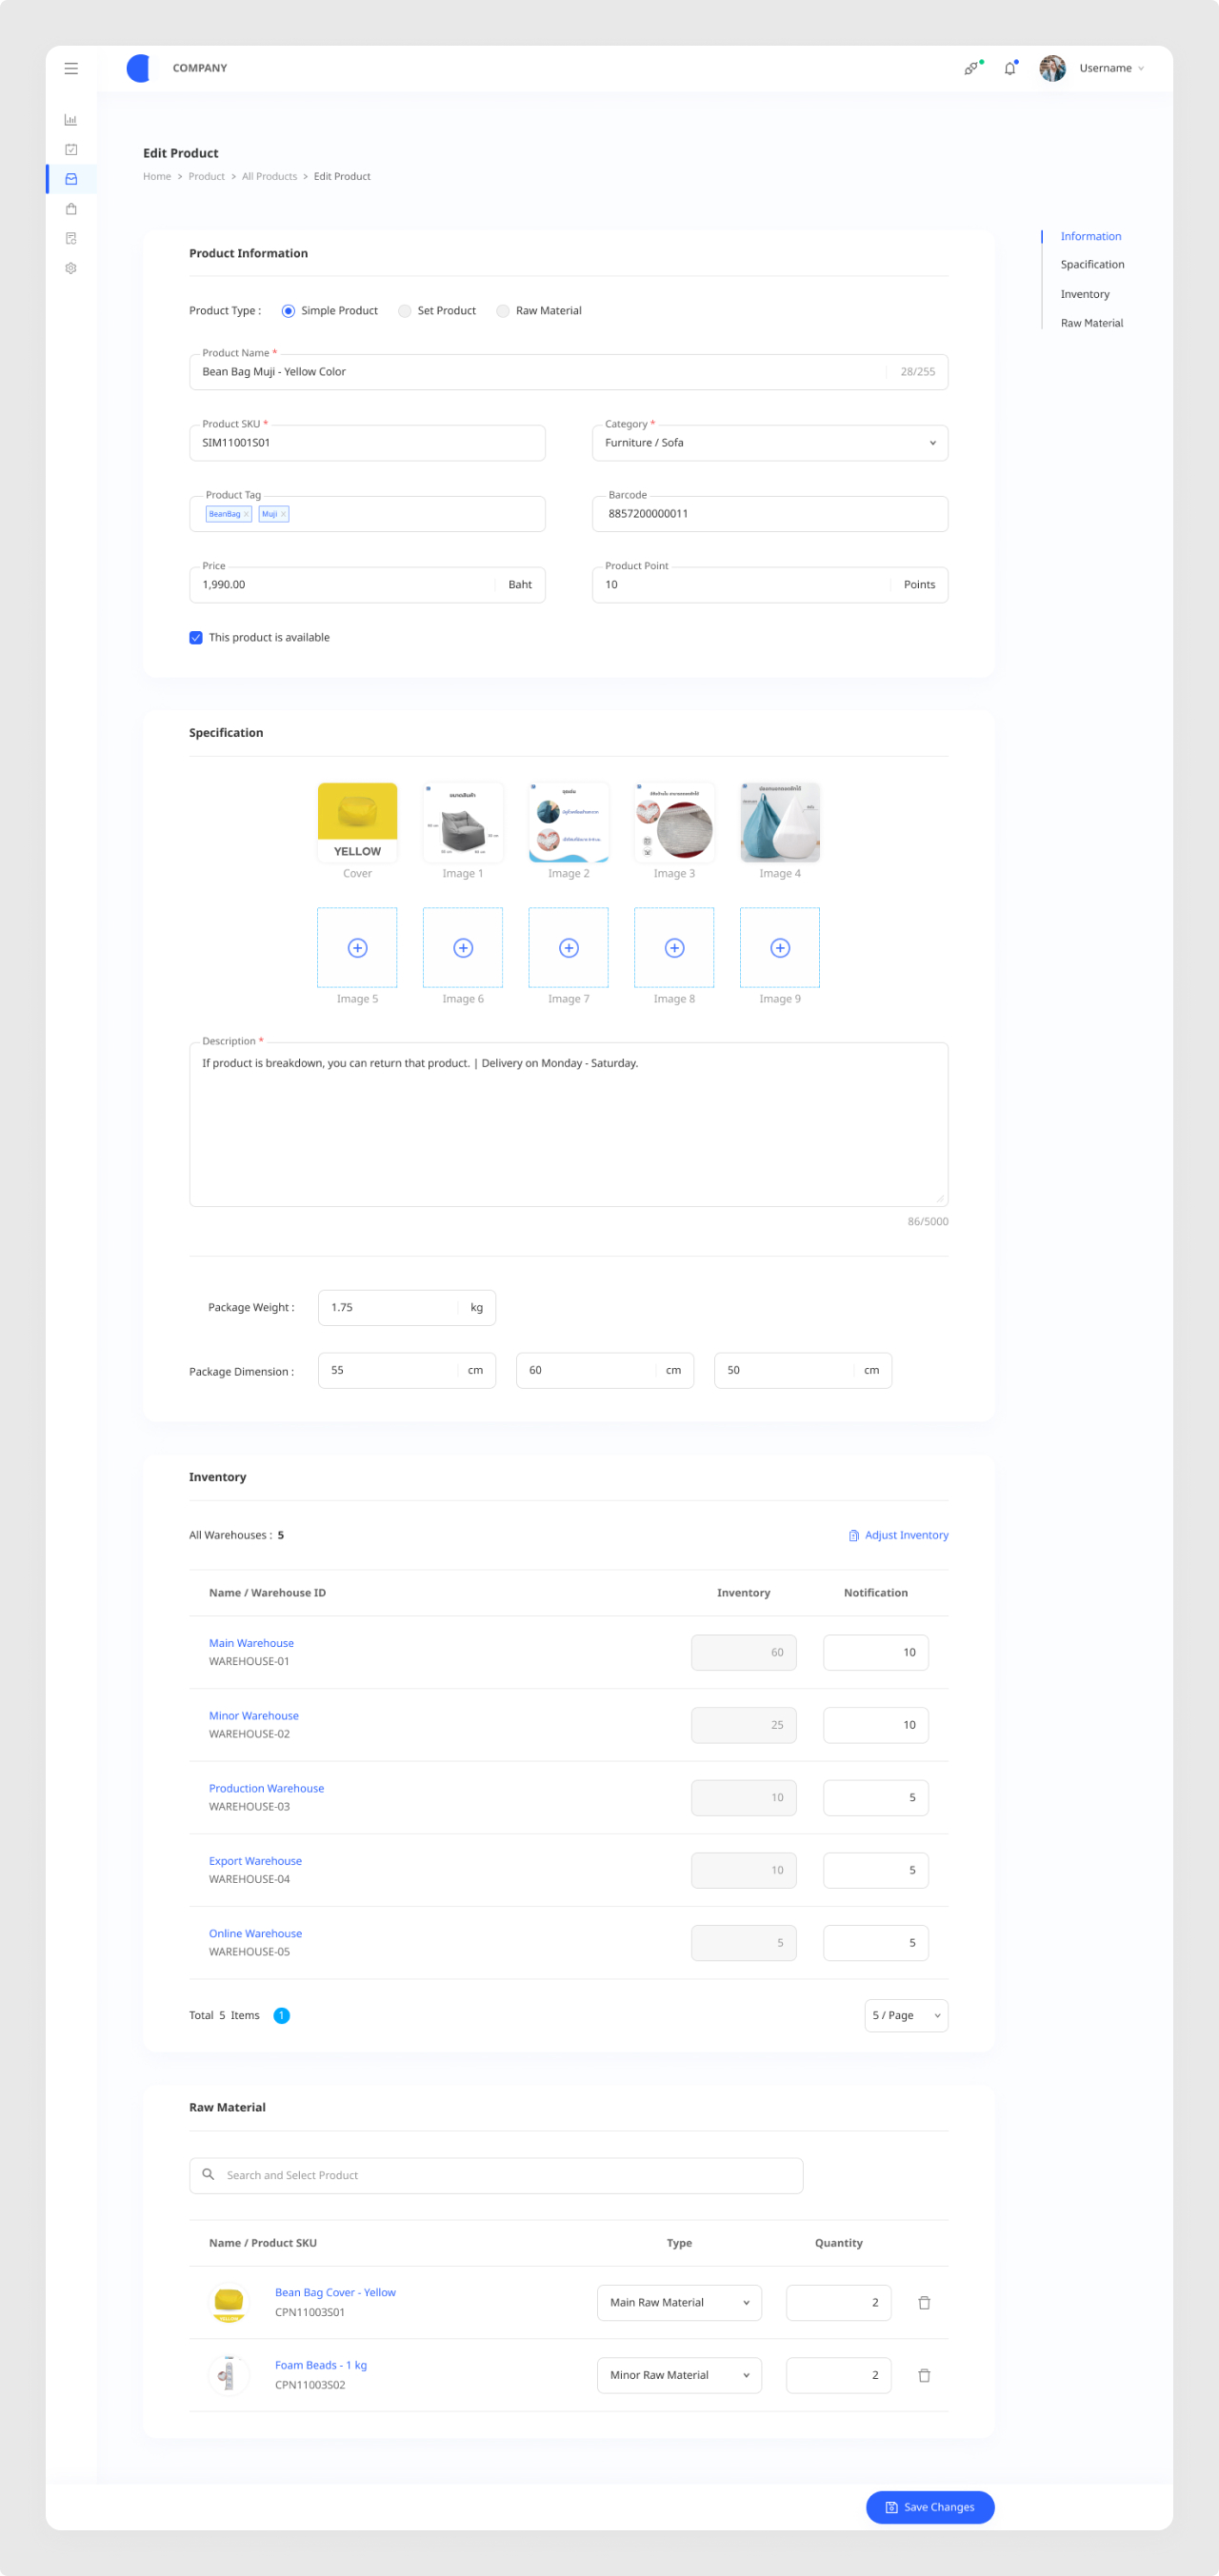 COMPANY
Username
Edit Product
Home > Product > All Products > Edit Product
Information
Spacification
Inventory
Raw Material
Product Information
Product Type : Simple Product Set Product Raw Material
Product Name *
Bean Bag Muji - Yellow Color 28/255
Product SKU * Category *
SIM11001S01 Furniture / Sofa
Product Tag Barcode
BeanBag × Muji × 8857200000011
Price Product Point
1,990.00 Baht 10 Points
This product is available
Specification
ขนาดสินค้า
YELLOW
Cover Image 1 Image 2 Image 3 Image 4
Image 5 Image 6 Image 7 Image 8 Image 9
Description *
If product is breakdown, you can return that product. | Delivery on Monday - Saturday.
86/5000
Package Weight : 1.75 kg
Package Dimension : 55 cm 60 cm 50 cm
Inventory
All Warehouses : 5 Adjust Inventory
Name / Warehouse ID Inventory Notification
Main Warehouse
WAREHOUSE-01 60 10
Minor Warehouse
WAREHOUSE-02 25 10
Production Warehouse
WAREHOUSE-03 10 5
Export Warehouse
WAREHOUSE-04 10 5
Online Warehouse
WAREHOUSE-05 5 5
Total 5 Items 1 5 / Page
Raw Material
Search and Select Product
Name / Product SKU Type Quantity
Bean Bag Cover - Yellow
CPN11003S01 Main Raw Material 2
Foam Beads - 1 kg
CPN11003S02 Minor Raw Material 2
Save Changes